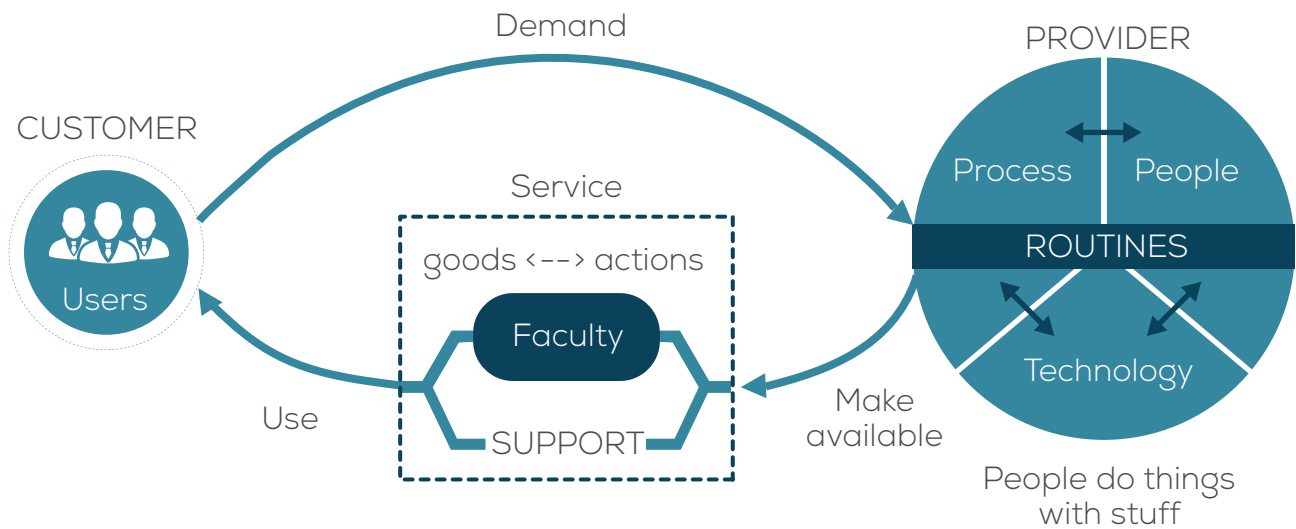 Demand
PROVIDER
CUSTOMER
Process
People
Service
ROUTINES
goods <--> actions
Users
Faculty
Technology
Use
Make
available
SUPPORT
People do things
with stuff